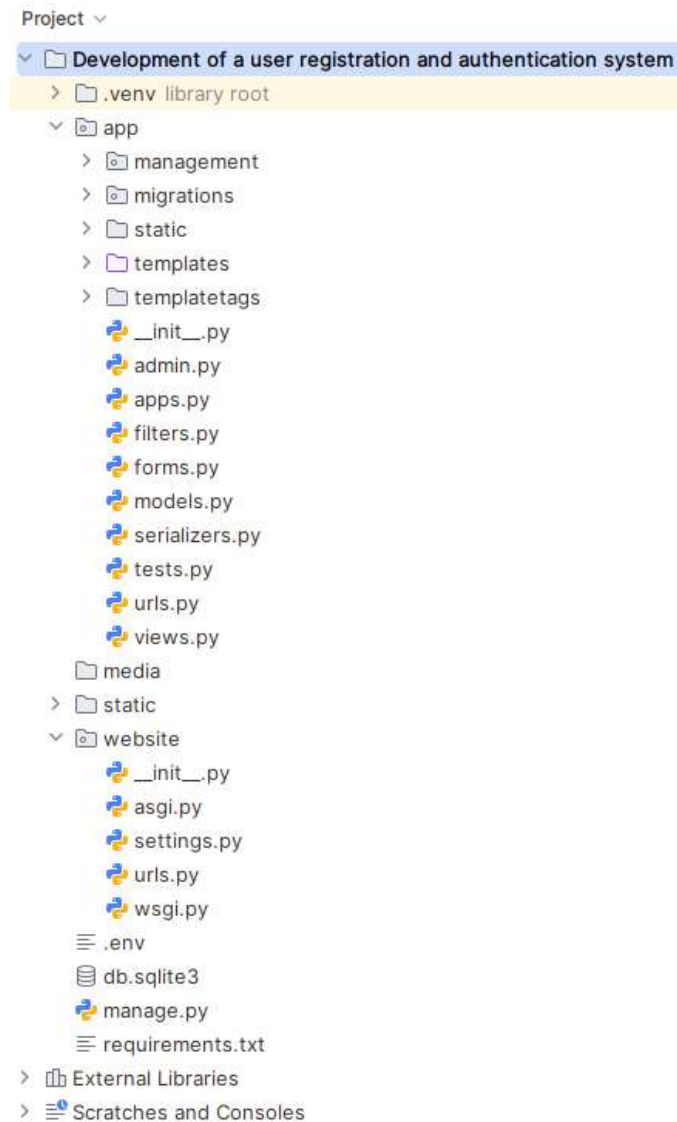 Project
Development of a user registration and authentication system
.venv library root
app
management
migrations
static
templates
templatetags
__init__.py
admin.py
apps.py
filters.py
forms.py
models.py
serializers.py
tests.py
urls.py
views.py
media
static
website
__init__.py
asgi.py
settings.py
urls.py
wsgi.py
.env
db.sqlite3
manage.py
requirements.txt
External Libraries
Scratches and Consoles